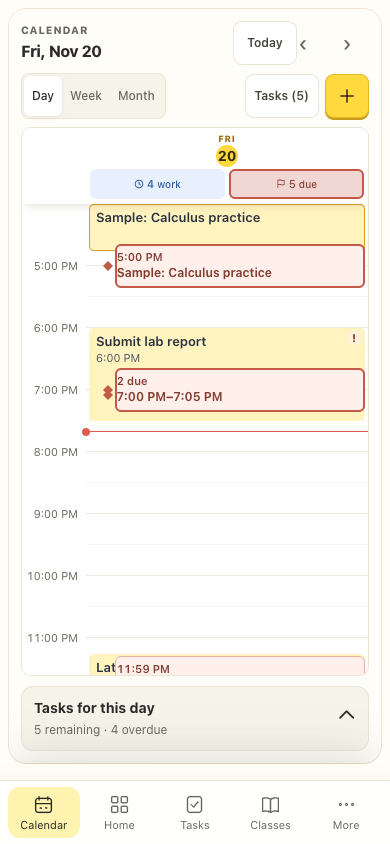 CALENDAR
Fri, Nov 20
Today
Day
Week
Month
Tasks (5)
FRI
20
4 work
5 due
Sample: Calculus practice
5:00 PM
5:00 PM
Sample: Calculus practice
6:00 PM
Submit lab report
!
6:00 PM
7:00 PM
2 due
7:00 PM–7:05 PM
8:00 PM
9:00 PM
10:00 PM
11:00 PM
Lat
11:59 PM
Tasks for this day
5 remaining · 4 overdue
Calendar
Home
Tasks
Classes
More